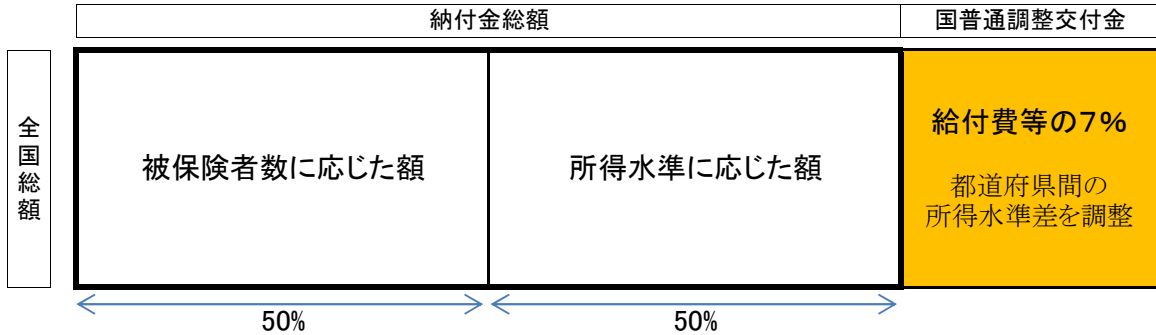 納付金総額
国普通調整交付金
全国総額
被保険者数に応じた額
所得水準に応じた額
給付費等の7%
都道府県間の
所得水準差を調整
50%
50%